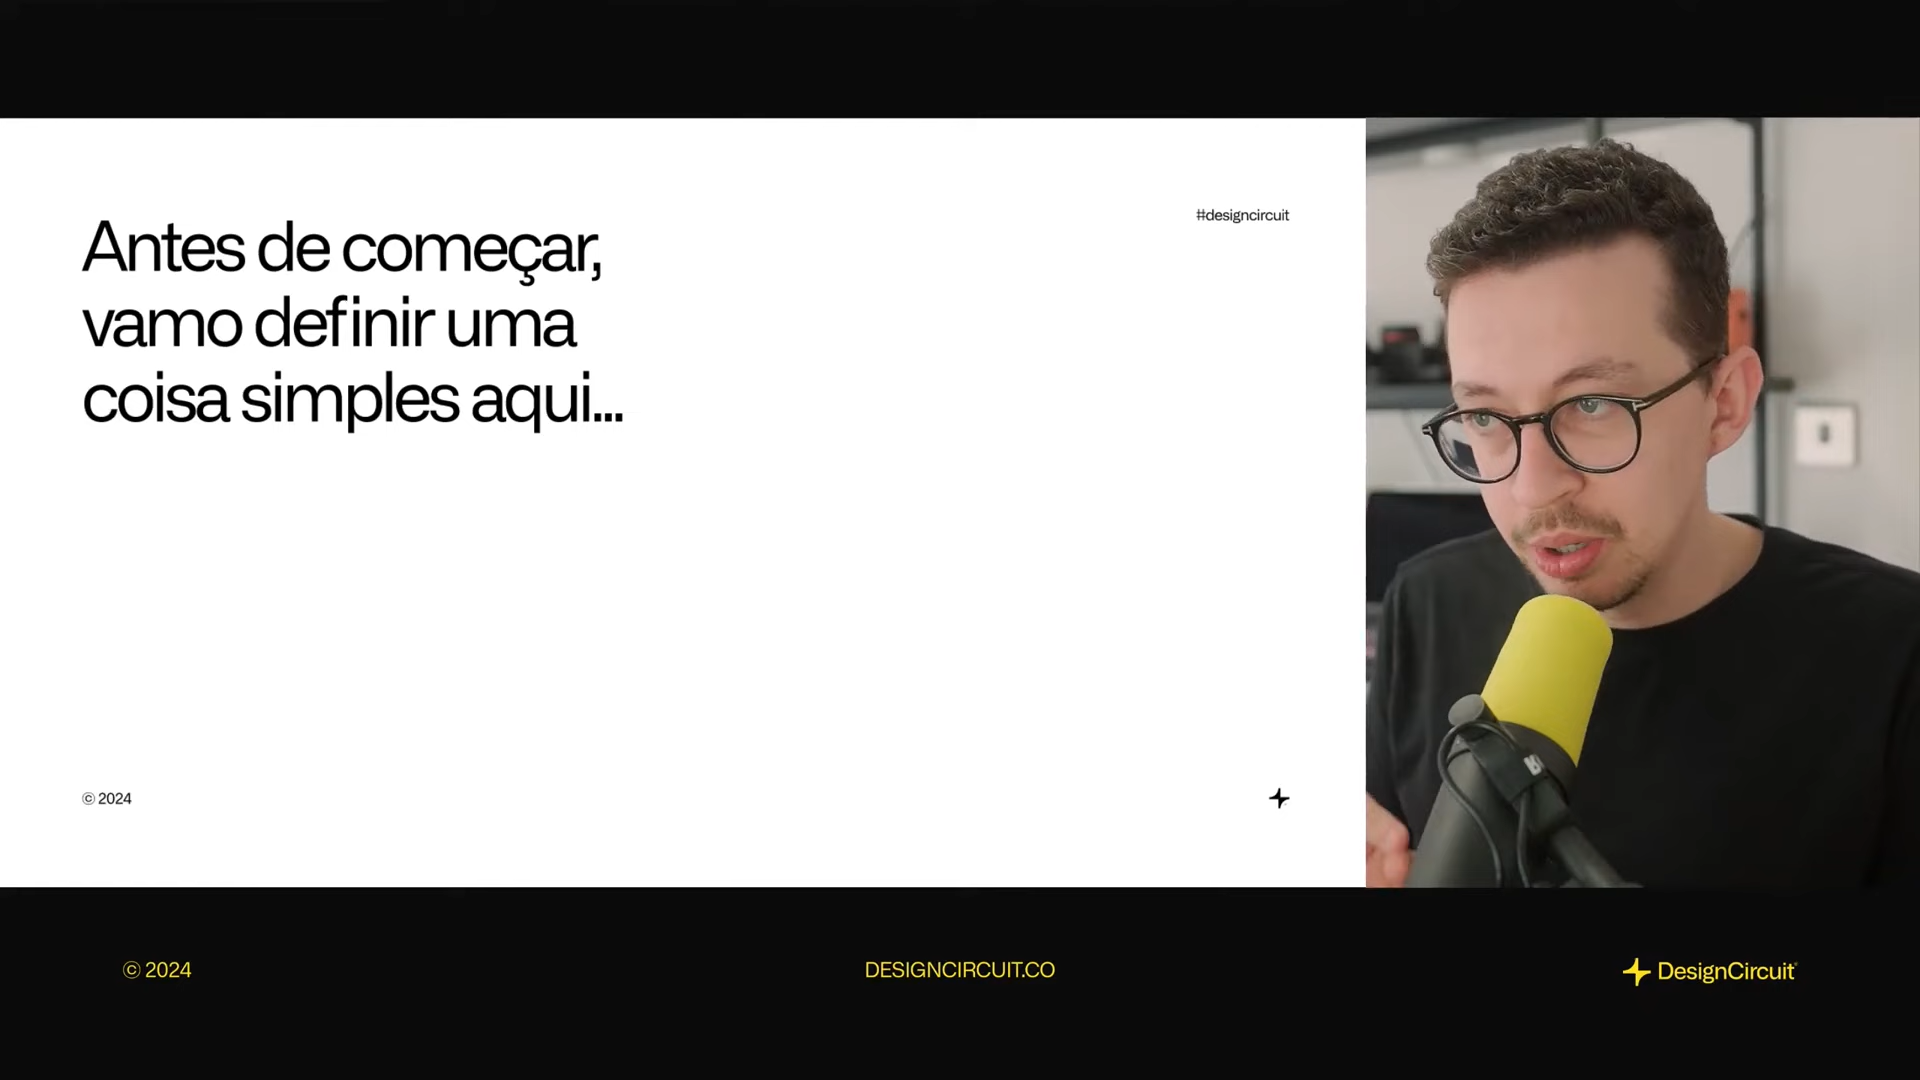 #designcircuit
Antes de começar,
vamo definir uma
coisa simples aqui...
© 2024
© 2024
DESIGNCIRCUIT.CO
DesignCircuit